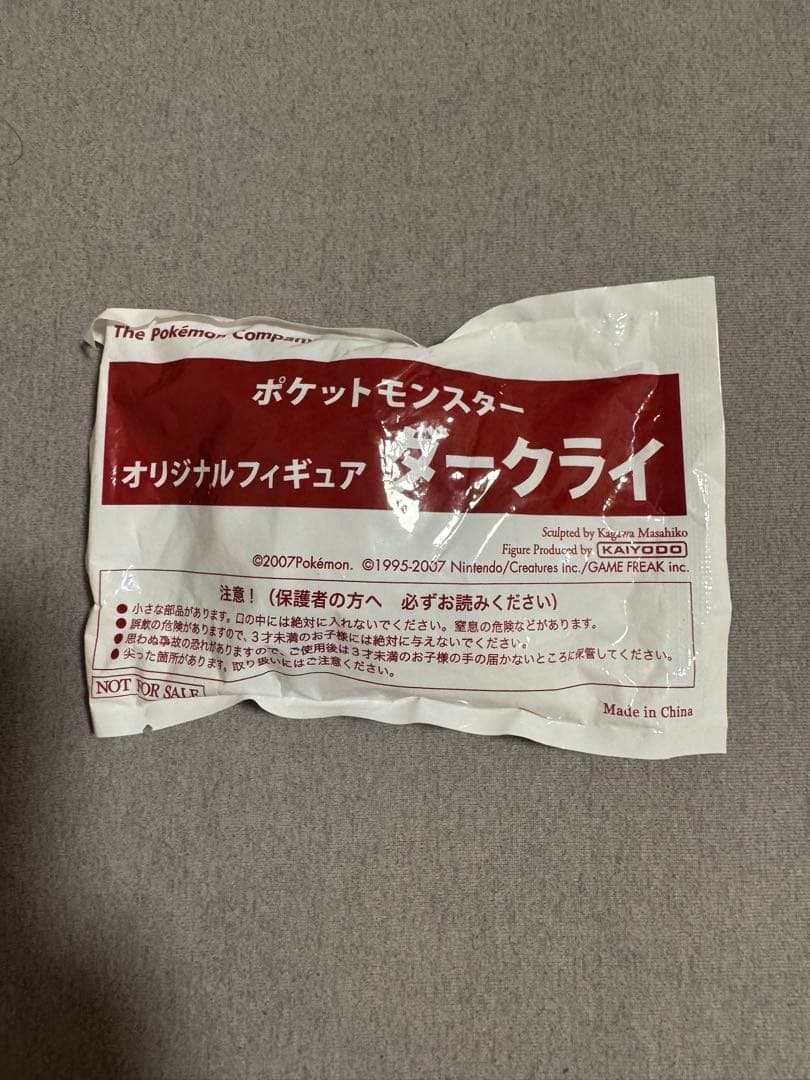 The Pokémon Company
ポケットモンスター
オリジナルフィギュア ダークライ
Sculpted by Kagawa Masahiko
Figure Produced by KAIYODO
©2007Pokémon. ©1995-2007 Nintendo/Creatures Inc./GAME FREAK inc.
注意！（保護者の方へ 必ずお読みください）
● 小さな部品があります。口の中には絶対に入れないでください。窒息の危険などがあります。
● 誤飲の危険がありますので、3才未満のお子様には絶対に与えないでください。
● 思わぬ事故の恐れがありますので、ご使用後は3才未満のお子様の手の届かないところに保管してください。
● 尖った箇所があります。取り扱いにはご注意ください。
NOT FOR SALE
Made in China